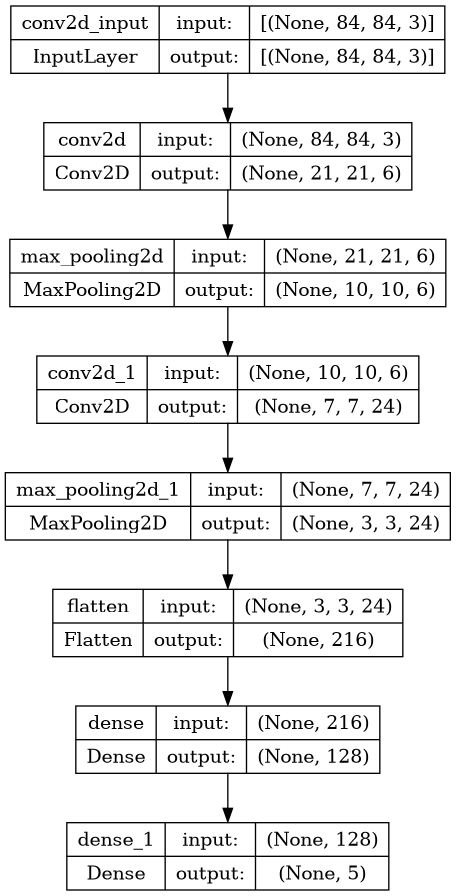 conv2d_input input: [(None, 84, 84, 3)]
InputLayer output: [(None, 84, 84, 3)]
conv2d input: (None, 84, 84, 3)
Conv2D output: (None, 21, 21, 6)
max_pooling2d input: (None, 21, 21, 6)
MaxPooling2D output: (None, 10, 10, 6)
conv2d_1 input: (None, 10, 10, 6)
Conv2D output: (None, 7, 7, 24)
max_pooling2d_1 input: (None, 7, 7, 24)
MaxPooling2D output: (None, 3, 3, 24)
flatten input: (None, 3, 3, 24)
Flatten output: (None, 216)
dense input: (None, 216)
Dense output: (None, 128)
dense_1 input: (None, 128)
Dense output: (None, 5)